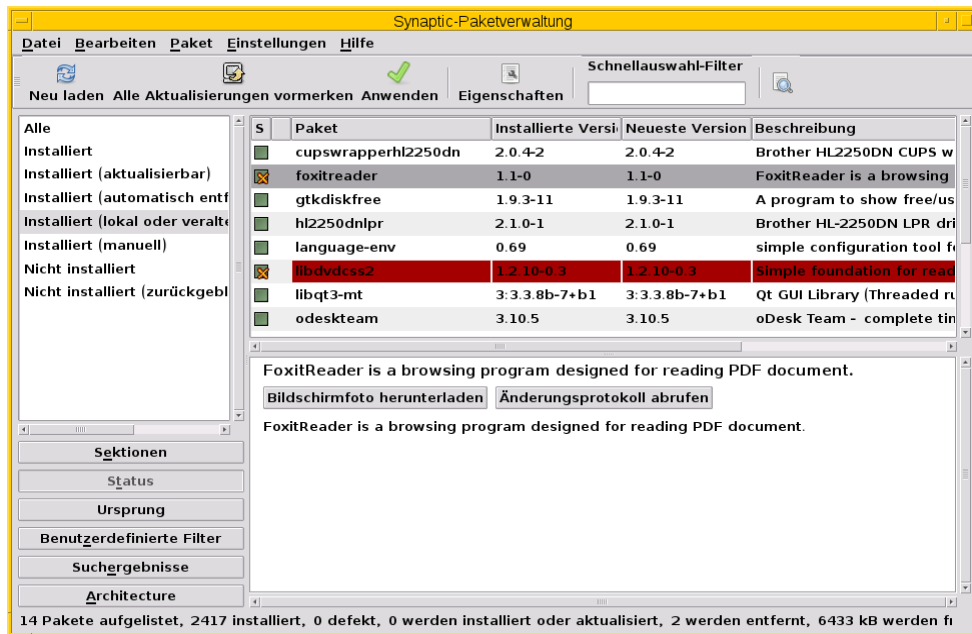 Synaptic-Paketverwaltung
Datei Bearbeiten Paket Einstellungen Hilfe
Neu laden Alle Aktualisierungen vormerken Anwenden Eigenschaften Schnellauswahl-Filter
Alle
Installiert
Installiert (aktualisierbar)
Installiert (automatisch entf
Installiert (lokal oder veralte
Installiert (manuell)
Nicht installiert
Nicht installiert (zurückgebl
S Paket Installierte Versi Neueste Version Beschreibung
cupswrapperhl2250dn 2.0.4-2 2.0.4-2 Brother HL2250DN CUPS w
foxitreader 1.1-0 1.1-0 FoxitReader is a browsing
gtkdiskfree 1.9.3-11 1.9.3-11 A program to show free/us
hl2250dnlpr 2.1.0-1 2.1.0-1 Brother HL-2250DN LPR dri
language-env 0.69 0.69 simple configuration tool f
libdvdcss2 1.2.10-0.3 1.2.10-0.3 Simple foundation for read
libqt3-mt 3:3.3.8b-7+b1 3:3.3.8b-7+b1 Qt GUI Library (Threaded ru
odeskteam 3.10.5 3.10.5 oDesk Team - complete tin
FoxitReader is a browsing program designed for reading PDF document.
Bildschirmfoto herunterladen Änderungsprotokoll abrufen
FoxitReader is a browsing program designed for reading PDF document.
Sektionen
Status
Ursprung
Benutzerdefinierte Filter
Suchergebnisse
Architecture
14 Pakete aufgelistet, 2417 installiert, 0 defekt, 0 werden installiert oder aktualisiert, 2 werden entfernt, 6433 kB werden fr